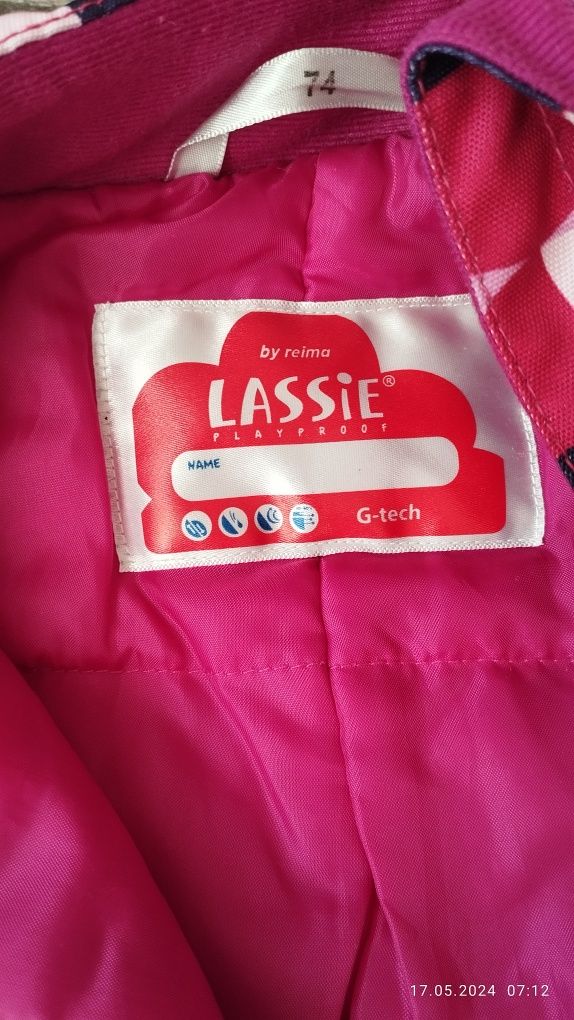 74
by reima
LASSiE®
PLAYPROOF
NAME
G-tech
17.05.2024 07:12